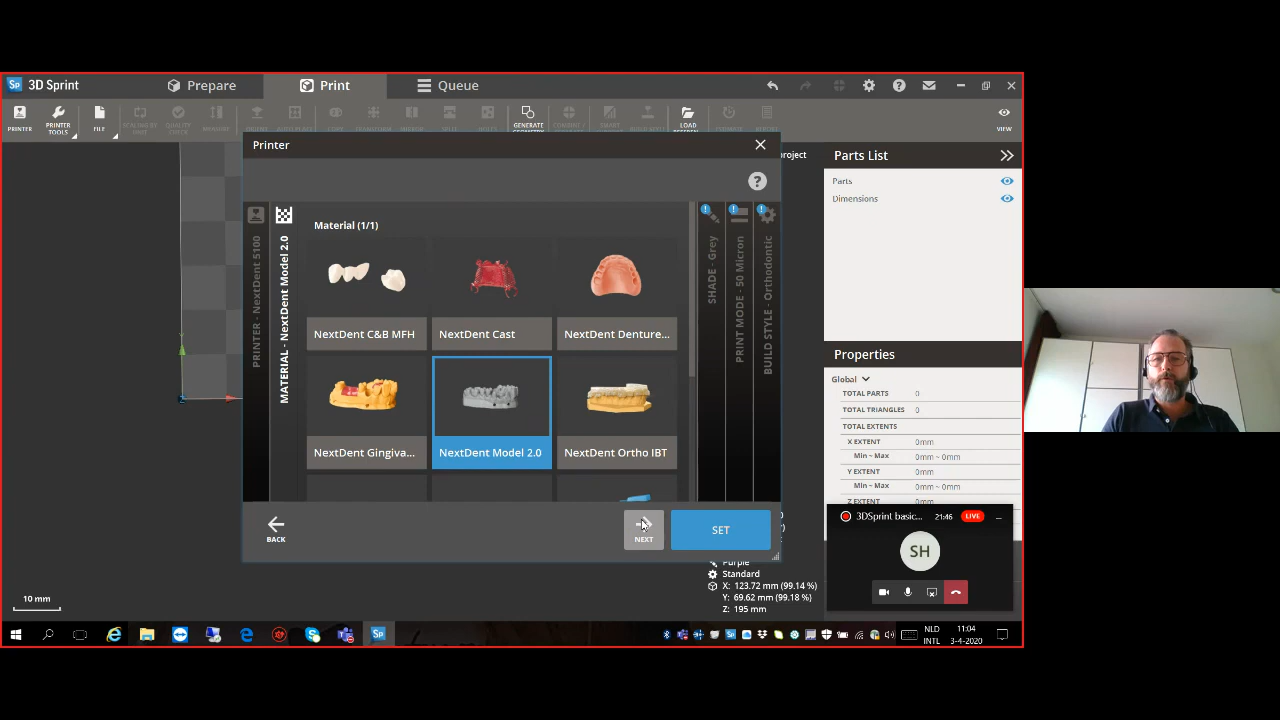 Sp 3D Sprint
Prepare
Print
Queue
PRINTER
PRINTER TOOLS
FILE
GENERATE GEOMETRY
LOAD
VIEW
Printer
roject
Parts List
Parts
Dimensions
PRINTER - NextDent 5100
MATERIAL - NextDent Model 2.0
Material (1/1)
NextDent C&B MFH
NextDent Cast
NextDent Denture...
NextDent Gingiva...
NextDent Model 2.0
NextDent Ortho IBT
SHADE - Grey
PRINT MODE - 50 Micron
BUILD STYLE - Orthodontic
BACK
NEXT
SET
Properties
Global
TOTAL PARTS 0
TOTAL TRIANGLES 0
TOTAL EXTENTS
X EXTENT 0mm
Min ~ Max 0mm ~ 0mm
Y EXTENT 0mm
Min ~ Max 0mm ~ 0mm
Z EXTENT 0mm
3DSprint basic... 21:46 LIVE
SH
Purple
Standard
X: 123.72 mm (99.14 %)
Y: 69.62 mm (99.18 %)
Z: 195 mm
10 mm
NLD
INTL
11:04
3-4-2020